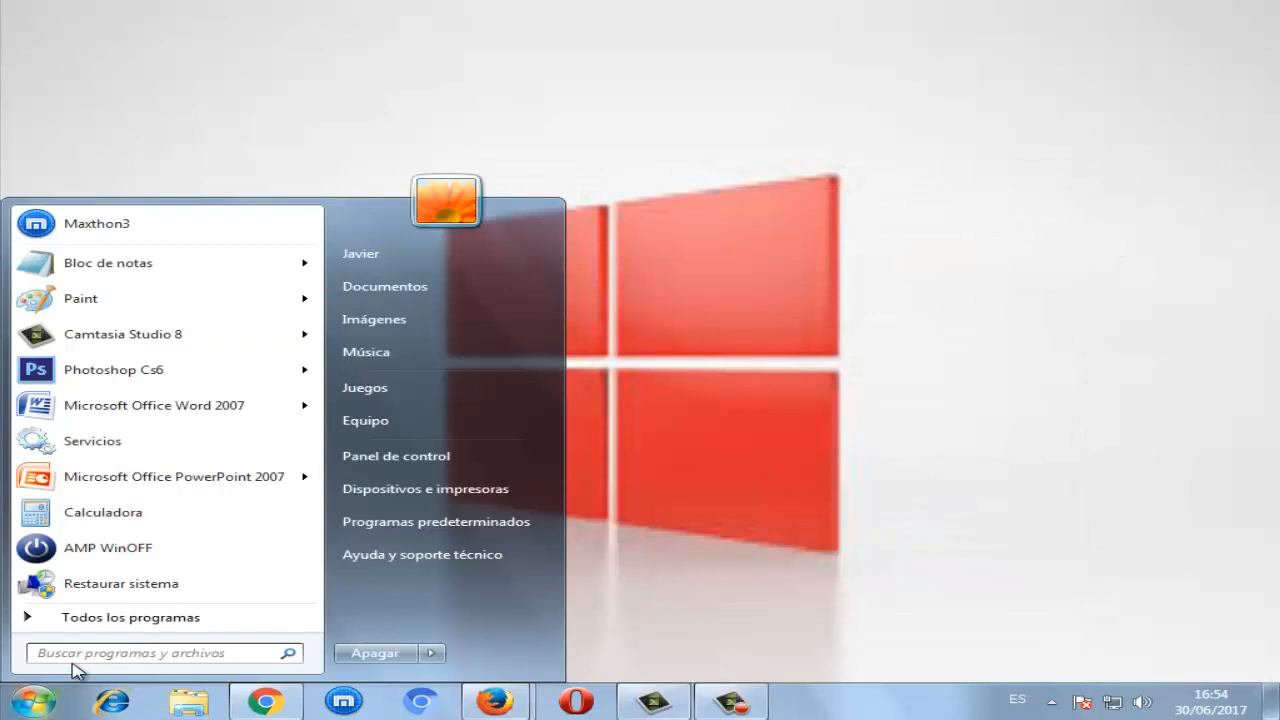 Maxthon3
Bloc de notas
Paint
Camtasia Studio 8
Ps Photoshop Cs6
Microsoft Office Word 2007
Servicios
Microsoft Office PowerPoint 2007
Calculadora
AMP WinOFF
Restaurar sistema
Todos los programas
Buscar programas y archivos
Javier
Documentos
Imágenes
Música
Juegos
Equipo
Panel de control
Dispositivos e impresoras
Programas predeterminados
Ayuda y soporte técnico
Apagar
ES
16:54
30/06/2017